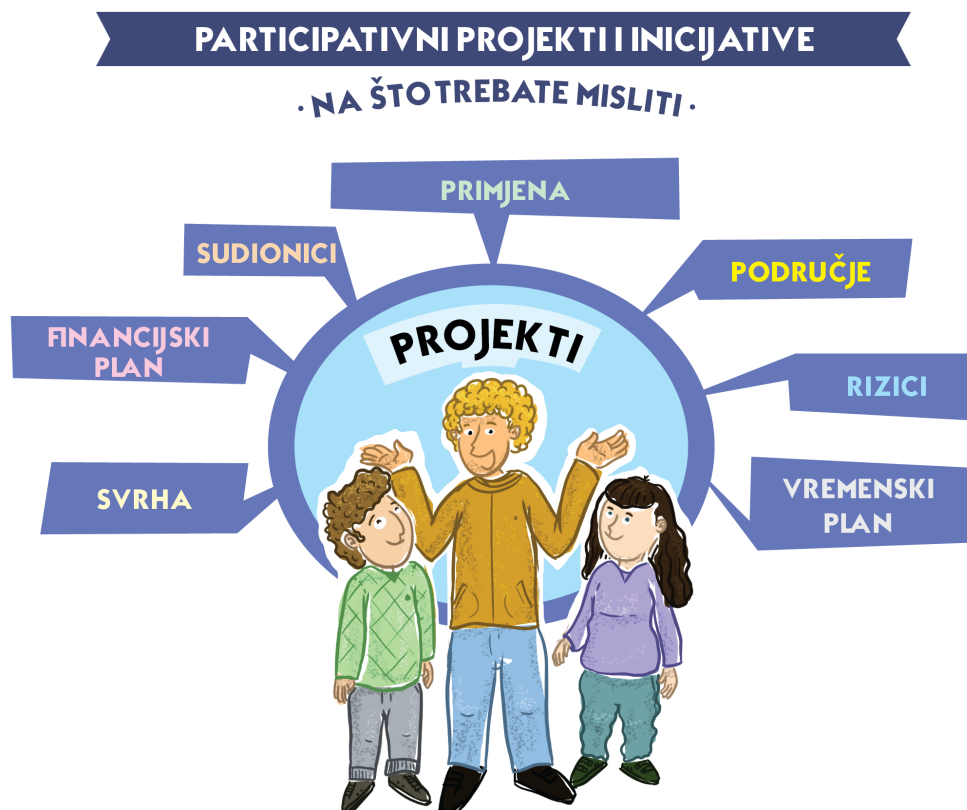 PARTICIPATIVNI PROJEKTI I INICIJATIVE
· NA ŠTO TREBATE MISLITI ·
PRIMJENA
SUDIONICI
PODRUČJE
FINANCIJSKI
PLAN
PROJEKTI
RIZICI
SVRHA
VREMENSKI
PLAN